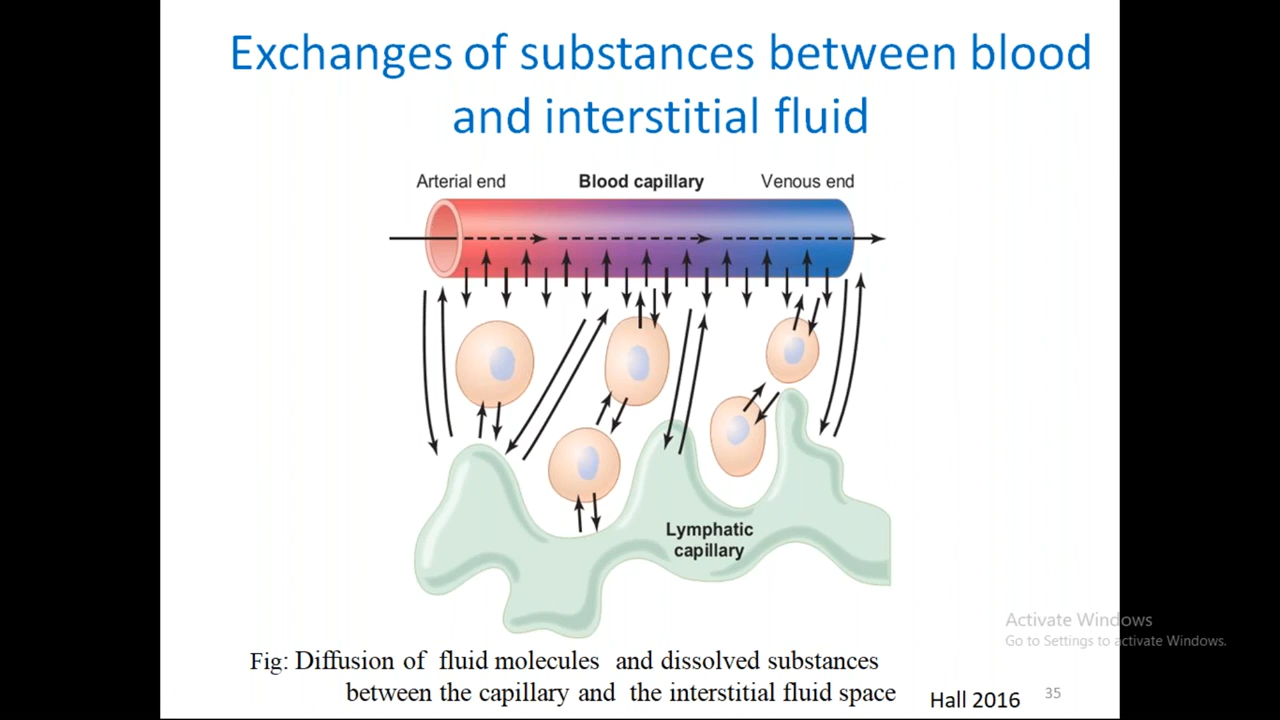 Exchanges of substances between blood
and interstitial fluid
Arterial end
Blood capillary
Venous end
Lymphatic
capillary
Activate Windows
Go to Settings to activate Windows.
Fig: Diffusion of fluid molecules and dissolved substances
between the capillary and the interstitial fluid space
Hall 2016
35